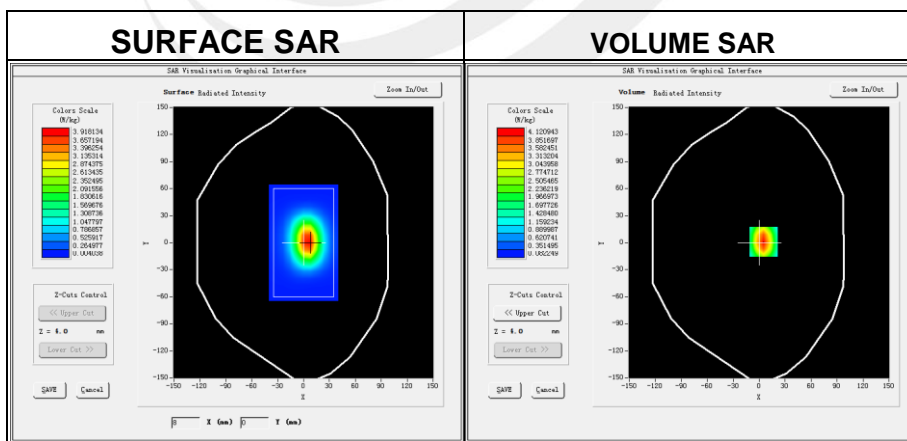 SURFACE SAR
SAR Visualisation Graphical Interface
Surface Radiated Intensity
Zoom In/Out
Colors Scale
(W/kg)
3.918134
3.657194
3.396254
3.135314
2.874375
2.613435
2.352495
2.091556
1.830616
1.569676
1.308736
1.047797
0.786857
0.525917
0.264977
0.004038
Z-Cuts Control
<< Upper Cut
Z = 4.0 mm
Lower Cut >>
SAVE Cancel
150
120
90
60
30
0
-30
-60
-90
-120
-150
Y
-150 -120 -90 -60 -30 0 30 60 90 120 150
X
8 X (mm) 0 Y (mm)
VOLUME SAR
SAR Visualisation Graphical Interface
Volume Radiated Intensity
Zoom In/Out
Colors Scale
(W/kg)
4.120943
3.851697
3.582451
3.313204
3.043958
2.774712
2.505465
2.236219
1.966973
1.697726
1.428480
1.159234
0.889987
0.620741
0.351495
0.082249
Z-Cuts Control
<< Upper Cut
Z = 4.0 mm
Lower Cut >>
SAVE Cancel
150
120
90
60
30
0
-30
-60
-90
-120
-150
Y
-150 -120 -90 -60 -30 0 30 60 90 120 150
X